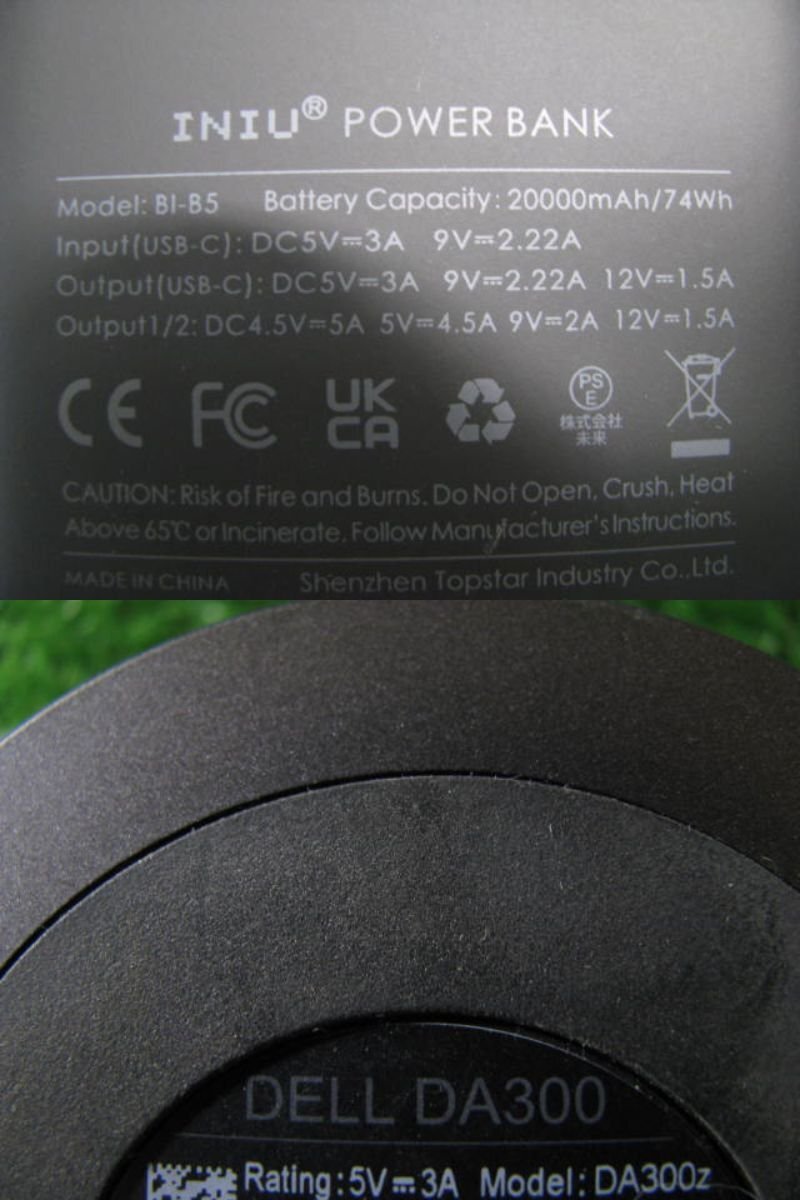 INIU® POWER BANK
Model: BI-B5 Battery Capacity: 20000mAh/74Wh
Input(USB-C): DC5V⎓3A 9V⎓2.22A
Output(USB-C): DC5V⎓3A 9V⎓2.22A 12V⎓1.5A
Output1/2: DC4.5V⎓5A 5V⎓4.5A 9V⎓2A 12V⎓1.5A
CE FC UK CA PS E
株式会社
未来
CAUTION: Risk of Fire and Burns. Do Not Open, Crush, Heat
Above 65℃ or Incinerate. Follow Manufacturer's Instructions.
MADE IN CHINA Shenzhen Topstar Industry Co.,Ltd.
DELL DA300
Rating:5V⎓3A Model: DA300z